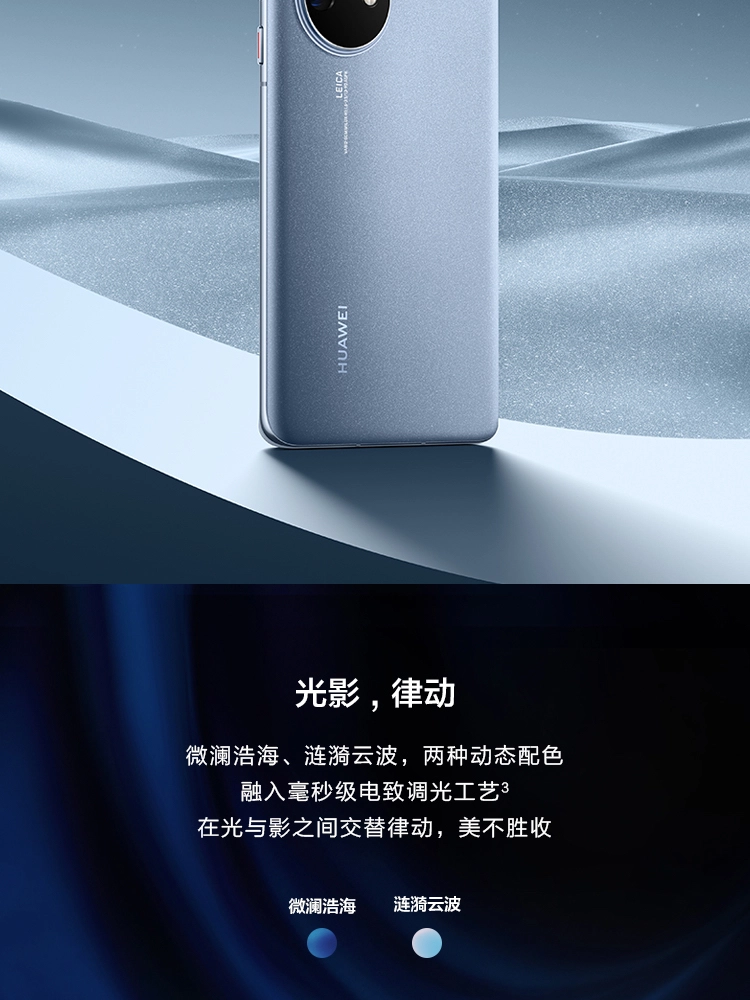 LEICA
HUAWEI
光影，律动
微澜浩海、涟漪云波，两种动态配色
融入毫秒级电致调光工艺3
在光与影之间交替律动，美不胜收
微澜浩海
涟漪云波